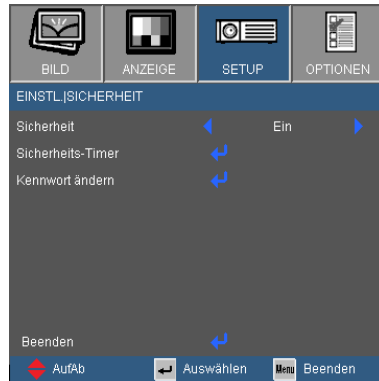 BILD ANZEIGE SETUP OPTIONEN
EINSTL.|SICHERHEIT
Sicherheit Ein
Sicherheits-Timer
Kennwort ändern
Beenden
AufAb Auswählen Menu Beenden